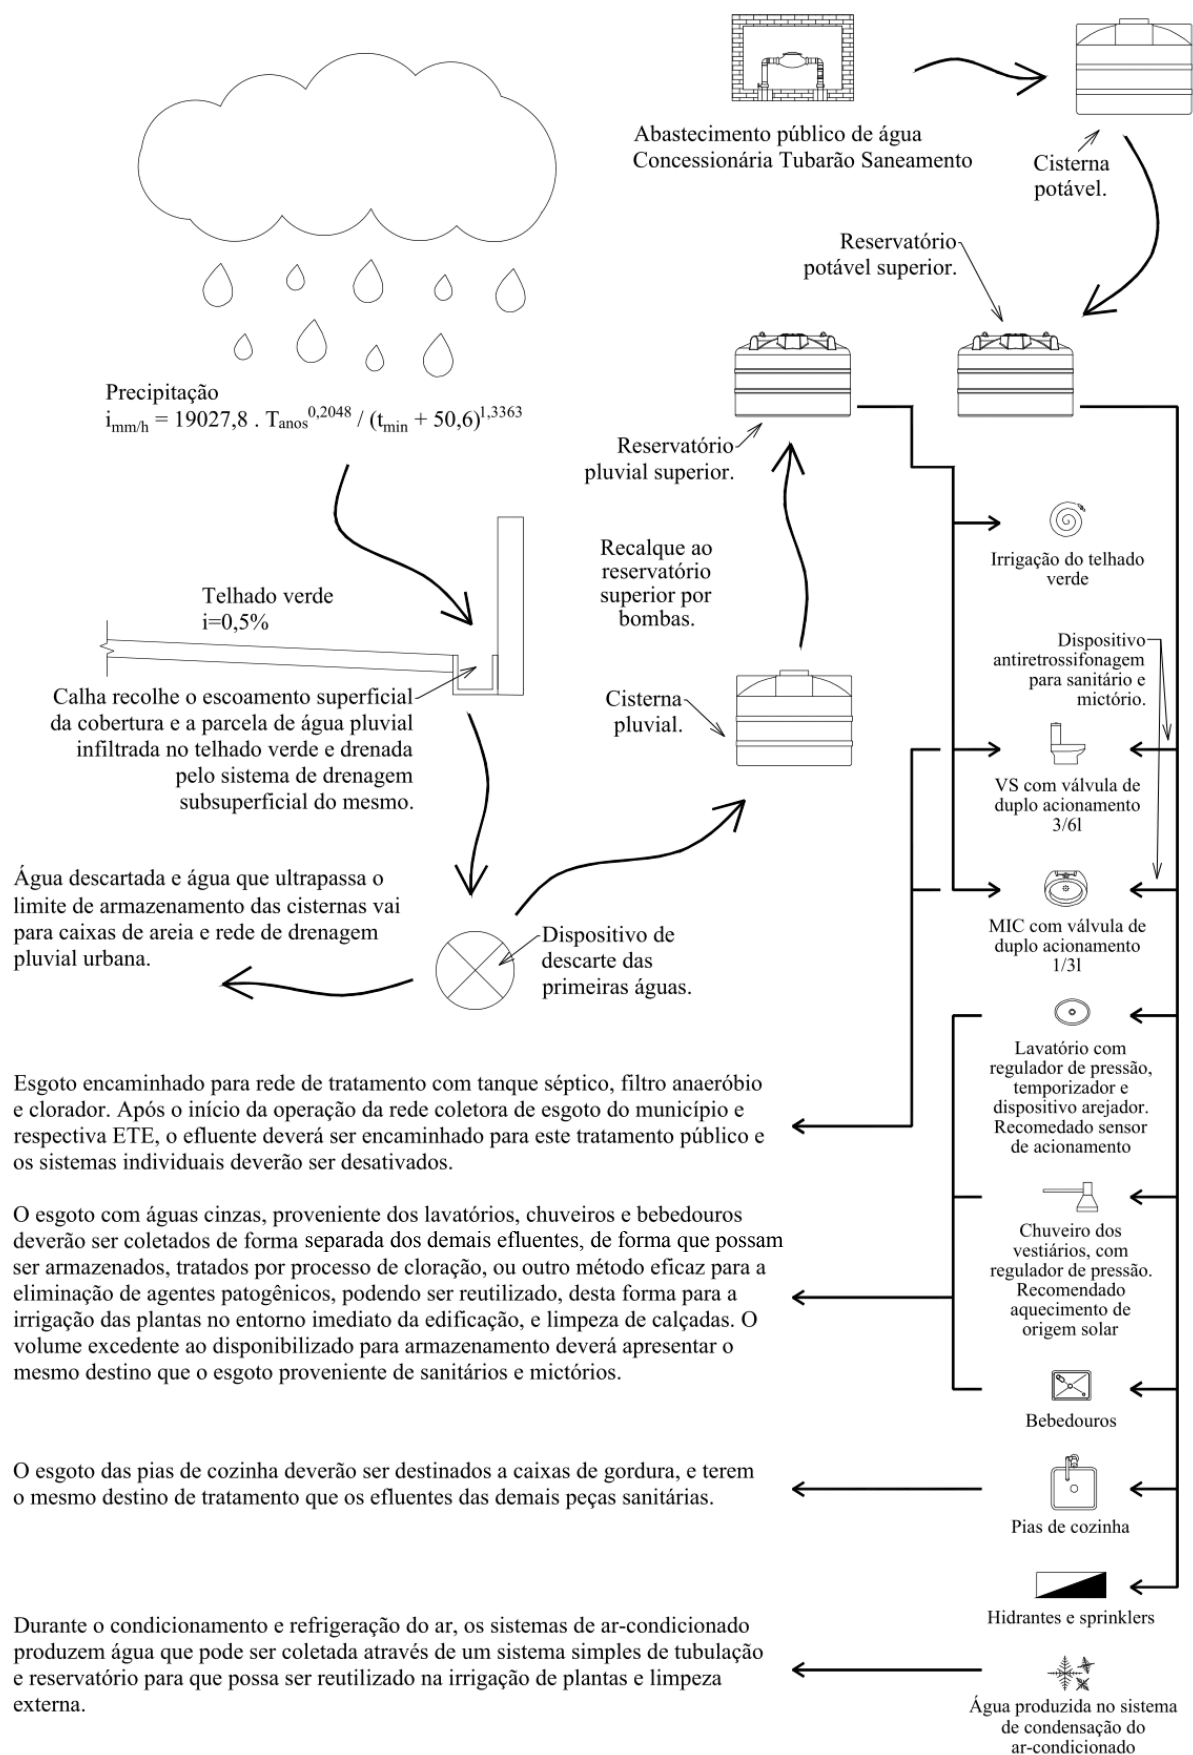 Abastecimento público de água
Concessionária Tubarão Saneamento
Cisterna
potável.
Reservatório
potável superior.
Precipitação
i mm/h = 19027,8 . T anos ^0,2048 / (t min + 50,6)^1,3363
Reservatório
pluvial superior.
Recalque ao
reservatório
superior por
bombas.
Irrigação do telhado
verde
Telhado verde
i=0,5%
Dispositivo
antiretrossifonagem
para sanitário e
mictório.
Calha recolhe o escoamento superficial
da cobertura e a parcela de água pluvial
infiltrada no telhado verde e drenada
pelo sistema de drenagem
subsuperficial do mesmo.
Cisterna
pluvial.
VS com válvula de
duplo acionamento
3/6l
Água descartada e água que ultrapassa o
limite de armazenamento das cisternas vai
para caixas de areia e rede de drenagem
pluvial urbana.
Dispositivo de
descarte das
primeiras águas.
MIC com válvula de
duplo acionamento
1/3l
Lavatório com
regulador de pressão,
temporizador e
dispositivo arejador.
Recomedado sensor
de acionamento
Esgoto encaminhado para rede de tratamento com tanque séptico, filtro anaeróbio
e clorador. Após o início da operação da rede coletora de esgoto do município e
respectiva ETE, o efluente deverá ser encaminhado para este tratamento público e
os sistemas individuais deverão ser desativados.
O esgoto com águas cinzas, proveniente dos lavatórios, chuveiros e bebedouros
deverão ser coletados de forma separada dos demais efluentes, de forma que possam
ser armazenados, tratados por processo de cloração, ou outro método eficaz para a
eliminação de agentes patogênicos, podendo ser reutilizado, desta forma para a
irrigação das plantas no entorno imediato da edificação, e limpeza de calçadas. O
volume excedente ao disponibilizado para armazenamento deverá apresentar o
mesmo destino que o esgoto proveniente de sanitários e mictórios.
Chuveiro dos
vestiários, com
regulador de pressão.
Recomendado
aquecimento de
origem solar
Bebedouros
O esgoto das pias de cozinha deverão ser destinados a caixas de gordura, e terem
o mesmo destino de tratamento que os efluentes das demais peças sanitárias.
Pias de cozinha
Hidrantes e sprinklers
Durante o condicionamento e refrigeração do ar, os sistemas de ar-condicionado
produzem água que pode ser coletada através de um sistema simples de tubulação
e reservatório para que possa ser reutilizado na irrigação de plantas e limpeza
externa.
Água produzida no sistema
de condensação do
ar-condicionado